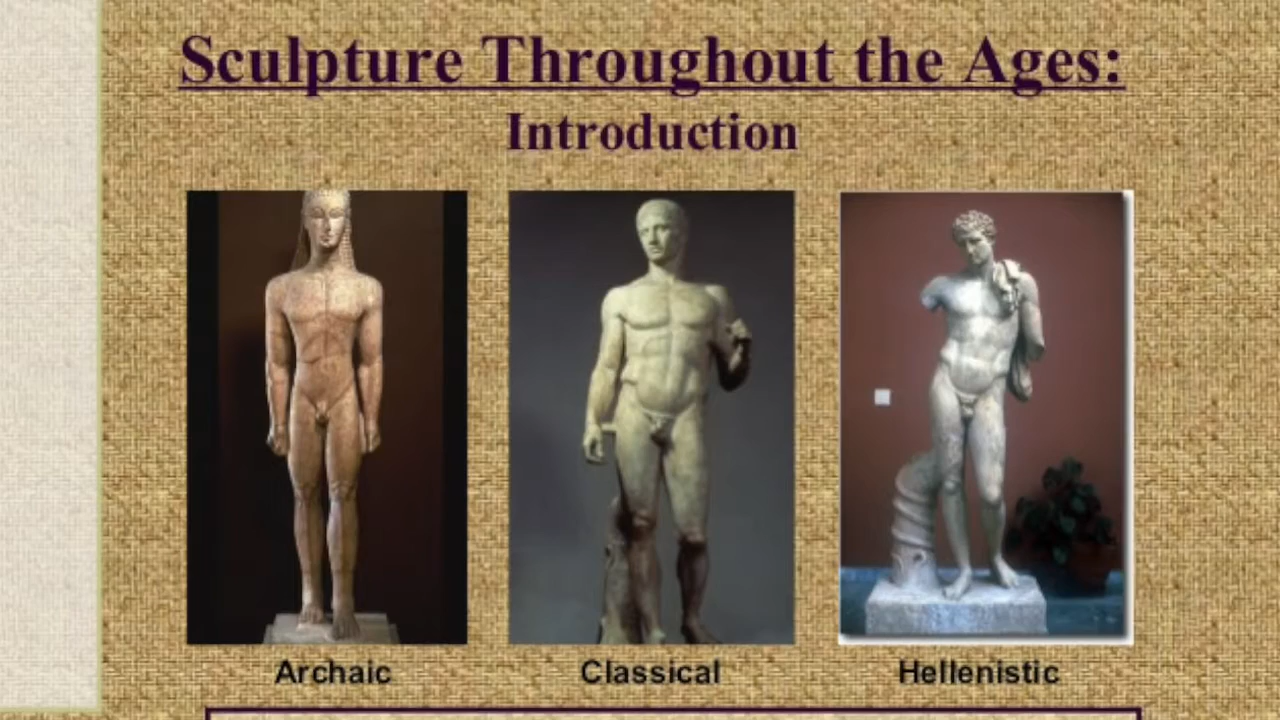 Sculpture Throughout the Ages:
Introduction
Archaic
Classical
Hellenistic